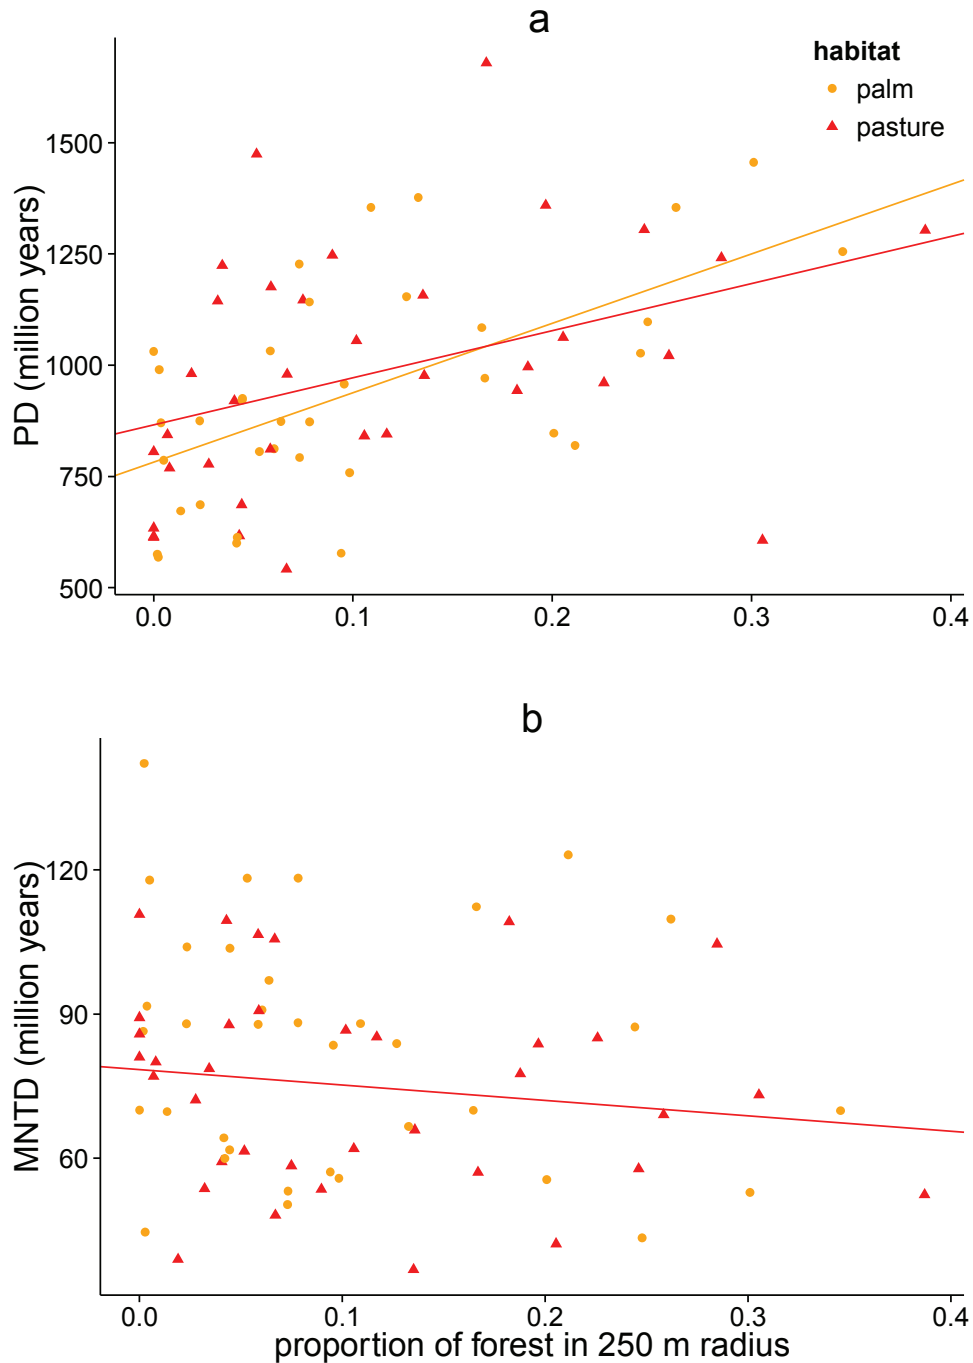 a
habitat
palm
pasture
PD (million years)
1500
1250
1000
750
500
0.0 0.1 0.2 0.3 0.4
b
MNTD (million years)
120
90
60
0.0 0.1 0.2 0.3 0.4
proportion of forest in 250 m radius